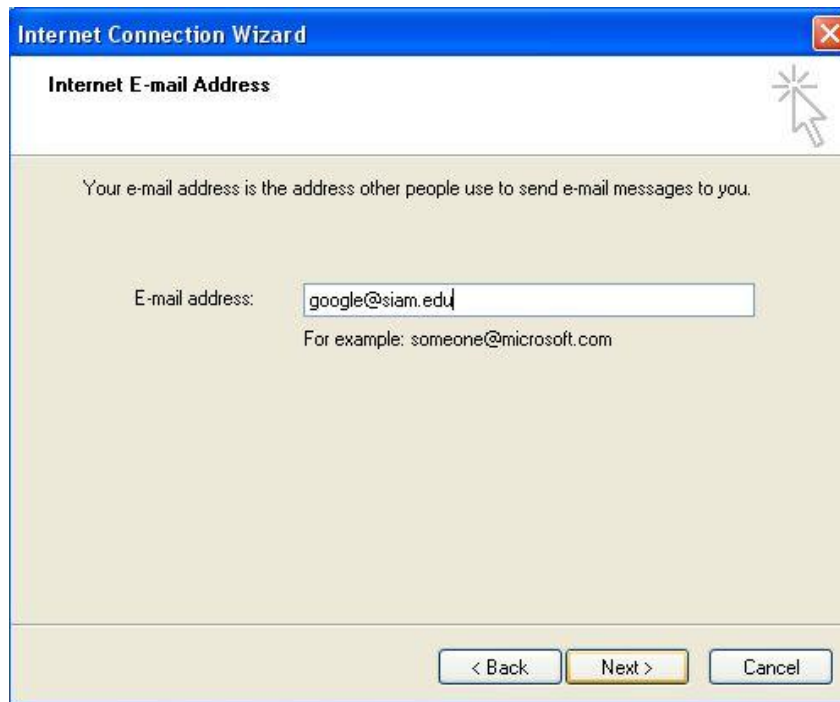 Internet Connection Wizard
Internet E-mail Address
Your e-mail address is the address other people use to send e-mail messages to you.
E-mail address: google@siam.edu
For example: someone@microsoft.com
< Back Next > Cancel